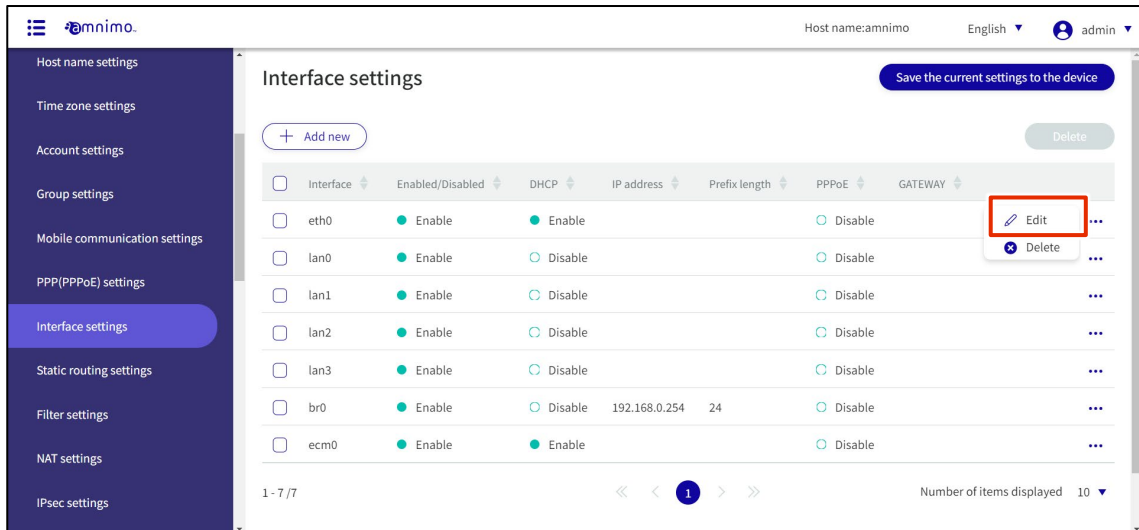 amnimo
Host name:amnimo
English
admin
Host name settings
Time zone settings
Account settings
Group settings
Mobile communication settings
PPP(PPPoE) settings
Interface settings
Static routing settings
Filter settings
NAT settings
IPsec settings
Interface settings
Save the current settings to the device
Add new
Delete
Interface Enabled/Disabled DHCP IP address Prefix length PPPoE GATEWAY
eth0 Enable Enable Disable
Edit
Delete
lan0 Enable Disable Disable
lan1 Enable Disable Disable
lan2 Enable Disable Disable
lan3 Enable Disable Disable
br0 Enable Disable 192.168.0.254 24 Disable
ecm0 Enable Enable Disable
1 - 7 /7
1
Number of items displayed 10